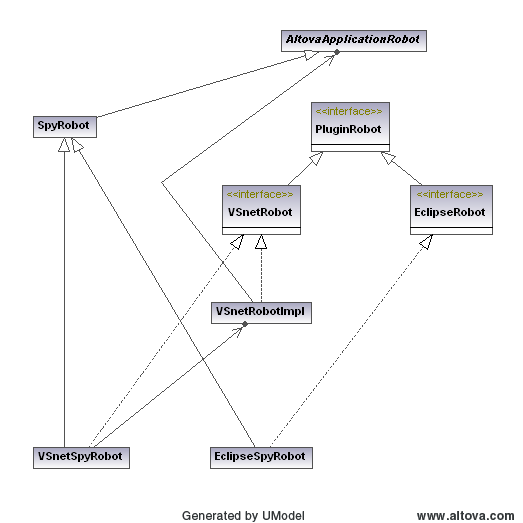 AltovaApplicationRobot
<<interface>>
PluginRobot
SpyRobot
<<interface>>
VSnetRobot
<<interface>>
EclipseRobot
VSnetRobotImpl
VSnetSpyRobot
EclipseSpyRobot
Generated by UModel
www.altova.com